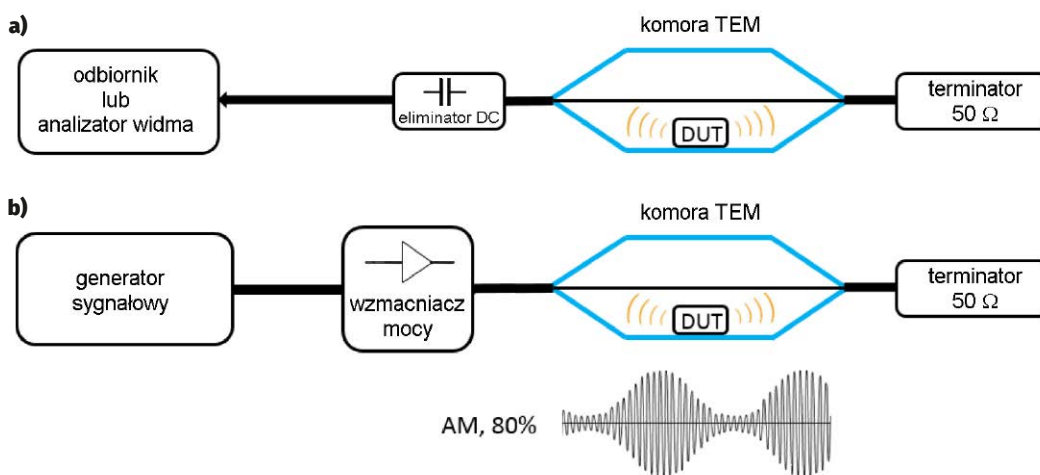 a)
komora TEM
odbiornik
lub
analizator widma
eliminator DC
DUT
terminator
50 Ω
b)
komora TEM
generator
sygnałowy
wzmacniacz
mocy
DUT
terminator
50 Ω
AM, 80%